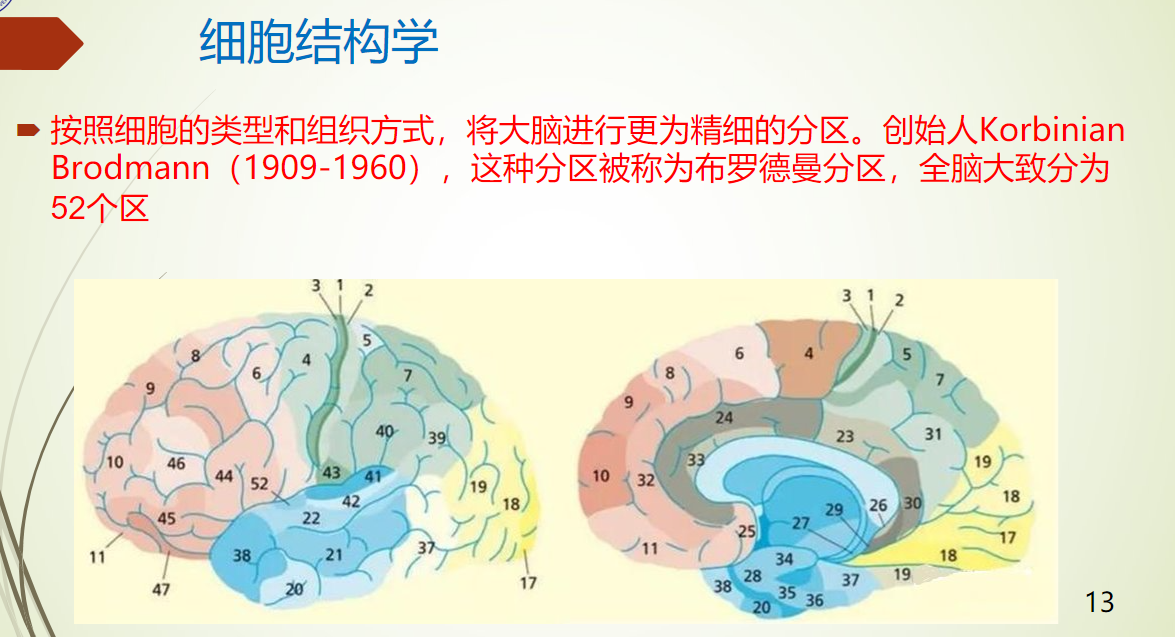 细胞结构学
按照细胞的类型和组织方式，将大脑进行更为精细的分区。创始人Korbinian
Brodmann（1909-1960），这种分区被称为布罗德曼分区，全脑大致分为
52个区
3 1 2
8 6 4 5
9 7
40 39
10 46 44 52 43 41
19
45 22 42 18
11 38 21 37
47 20 17
3 1 2
6 4 5
8 7
9 24 23 31
33 19
10 32 30 18
26
25 27 29 17
11 34 18
38 28 37 19
20 35 36
13